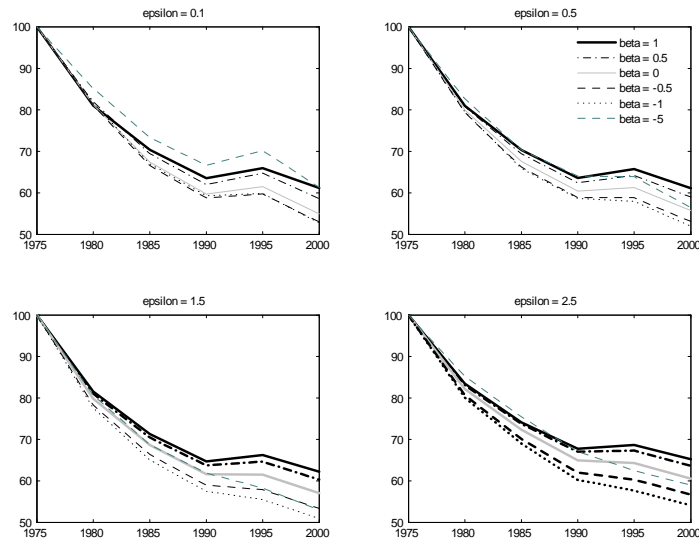 epsilon = 0.1
100
90
80
70
60
50
1975 1980 1985 1990 1995 2000
epsilon = 0.5
100
90
80
70
60
50
1975 1980 1985 1990 1995 2000
beta = 1
beta = 0.5
beta = 0
beta = -0.5
beta = -1
beta = -5
epsilon = 1.5
100
90
80
70
60
50
1975 1980 1985 1990 1995 2000
epsilon = 2.5
100
90
80
70
60
50
1975 1980 1985 1990 1995 2000